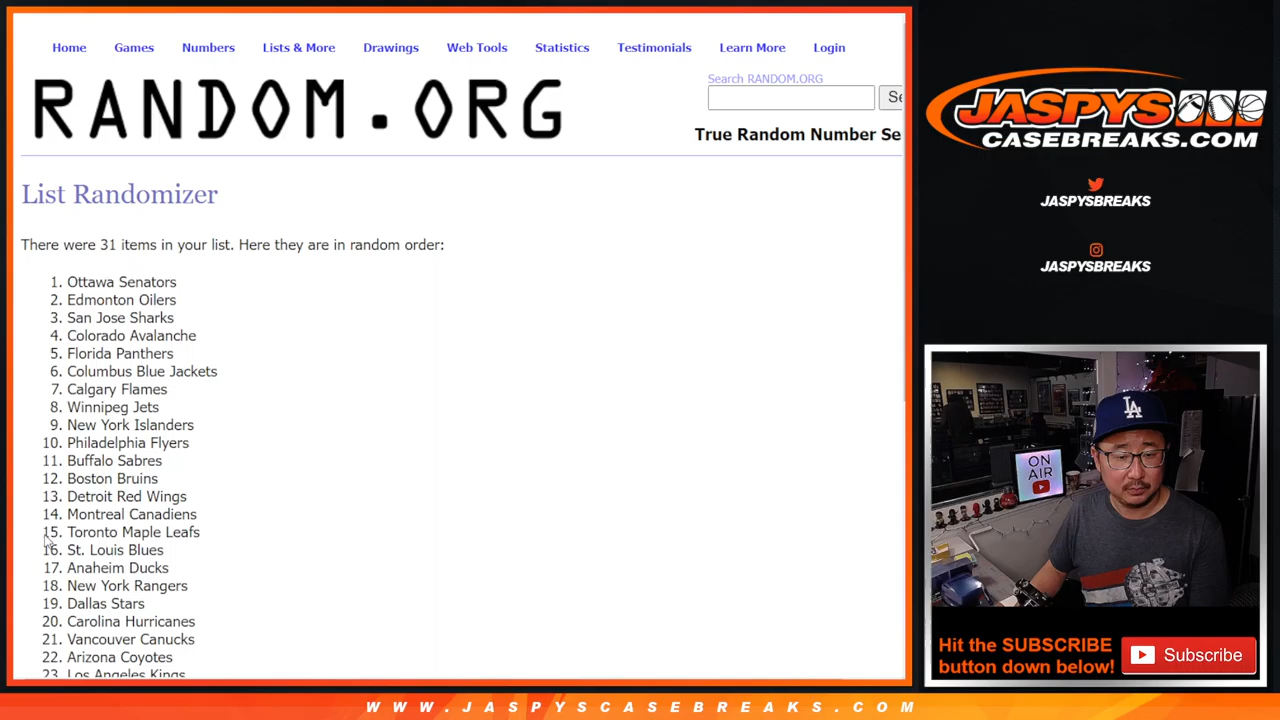 Home Games Numbers Lists & More Drawings Web Tools Statistics Testimonials Learn More Login
RANDOM.ORG
Search RANDOM.ORG
Se
True Random Number Se
List Randomizer
There were 31 items in your list. Here they are in random order:
1. Ottawa Senators
2. Edmonton Oilers
3. San Jose Sharks
4. Colorado Avalanche
5. Florida Panthers
6. Columbus Blue Jackets
7. Calgary Flames
8. Winnipeg Jets
9. New York Islanders
10. Philadelphia Flyers
11. Buffalo Sabres
12. Boston Bruins
13. Detroit Red Wings
14. Montreal Canadiens
15. Toronto Maple Leafs
16. St. Louis Blues
17. Anaheim Ducks
18. New York Rangers
19. Dallas Stars
20. Carolina Hurricanes
21. Vancouver Canucks
22. Arizona Coyotes
23. Los Angeles Kings
JASPYS
CASEBREAKS.COM
JASPYSBREAKS
JASPYSBREAKS
LA
ON
AIR
Hit the SUBSCRIBE
button down below!
Subscribe
WWW.JASPYSCASEBREAKS.COM